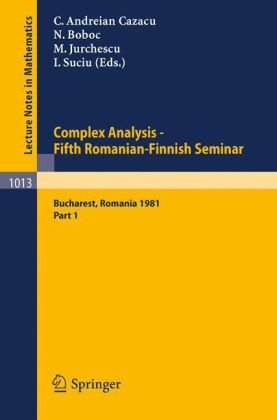 C. Andreian Cazacu
N. Boboc
M. Jurchescu
I. Suciu (Eds.)
Lecture Notes in Mathematics
1013
Complex Analysis -
Fifth Romanian-Finnish Seminar
Bucharest, Romania 1981
Part 1
Springer